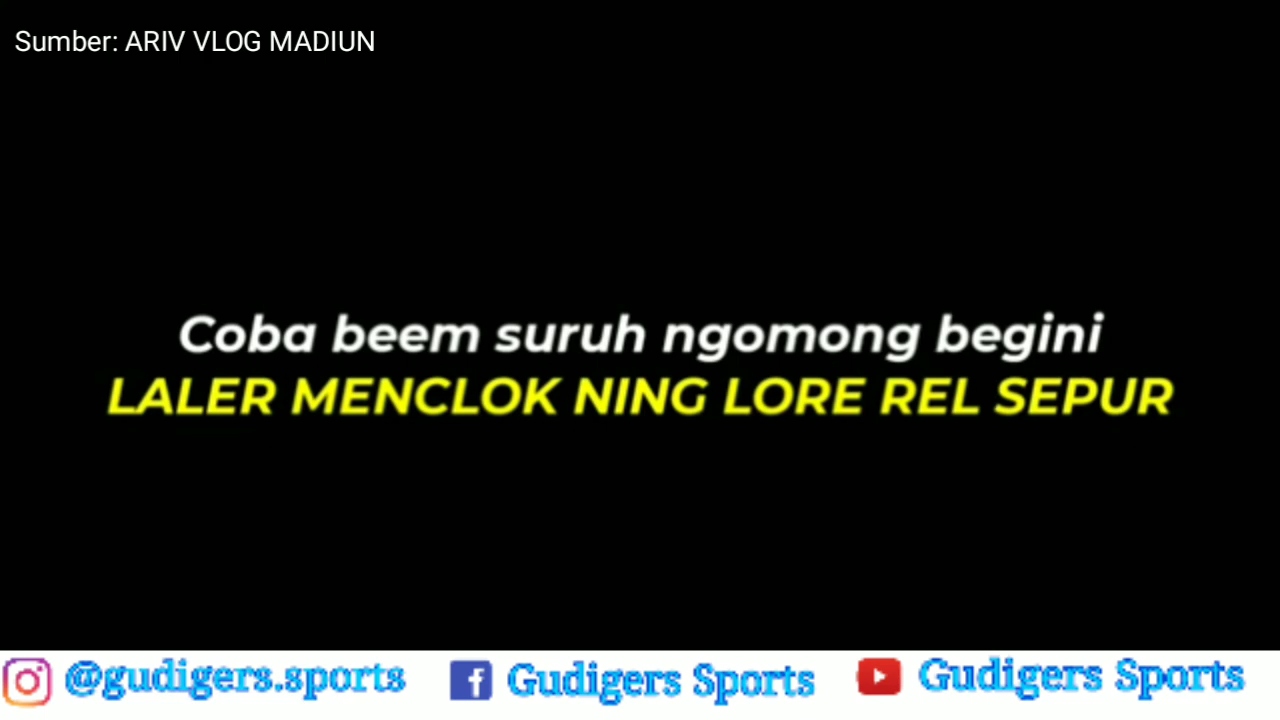 Sumber: ARIV VLOG MADIUN
Coba beem suruh ngomong begini
LALER MENCLOK NING LORE REL SEPUR
@gudigers.sports Gudigers Sports Gudigers Sports